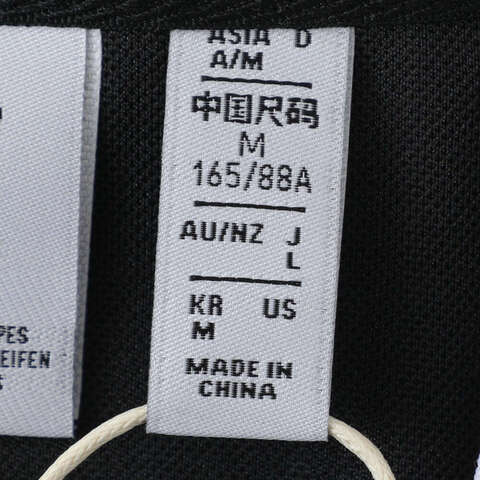 ASIA D
A/M
中国尺码
M
165/88A
AU/NZ J
L
KR US
M
MADE IN
CHINA
PES
EIFEN
S